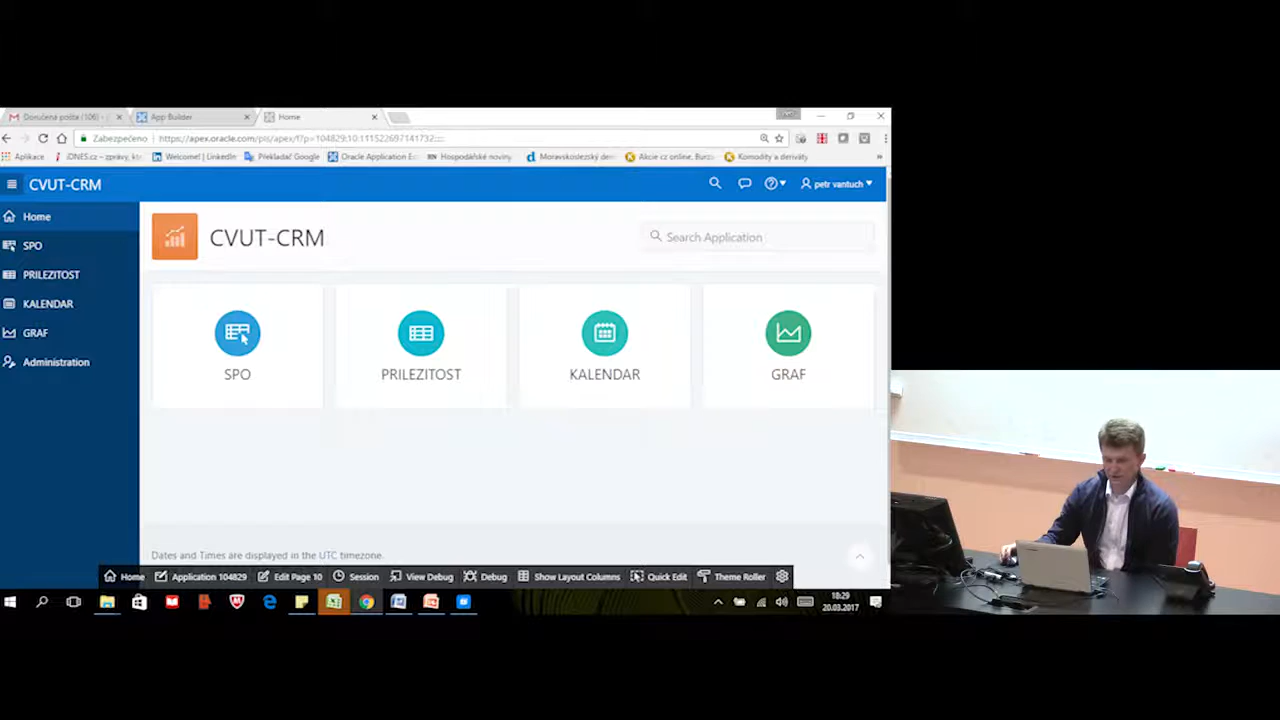 Doručená pošta (106) -
App Builder
Home
Zabezpečeno
https://apex.oracle.com/pls/apex/f?p=104829:10:111522697141732:::::
Aplikace
iDNES.cz – zprávy, kt
Welcome! | LinkedIn
Překladač Google
Oracle Application Ex
Hospodářské noviny
Moravskoslezský den
Akcie cz online, Burz
Komodity a deriváty
»
CVUT-CRM
petr vantuch
Home
SPO
PRILEZITOST
KALENDAR
GRAF
Administration
CVUT-CRM
Search Application
SPO
PRILEZITOST
KALENDAR
GRAF
Dates and Times are displayed in the UTC timezone.
Home
Application 104829
Edit Page 10
Session
View Debug
Debug
Show Layout Columns
Quick Edit
Theme Roller
18:29
20.03.2017